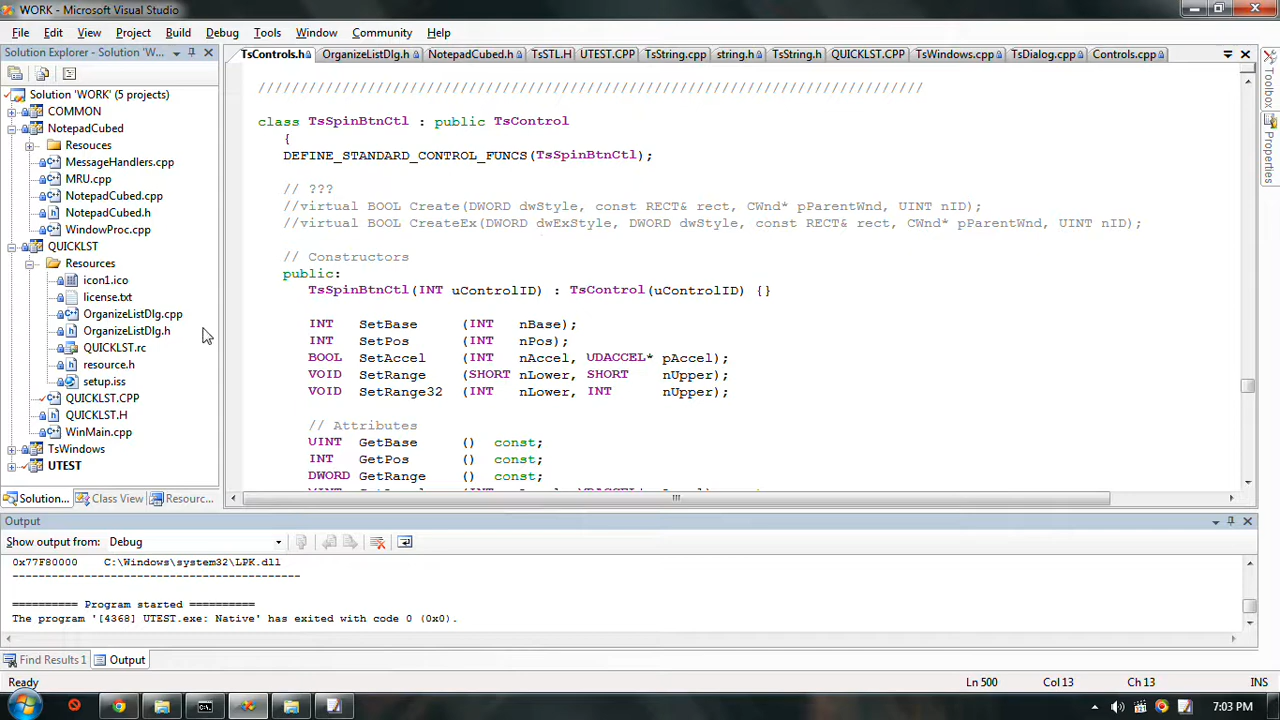 WORK - Microsoft Visual Studio
File Edit View Project Build Debug Tools Window Community Help
Solution Explorer - Solution 'W...
TsControls.h OrganizeListDlg.h NotepadCubed.h TsSTL.H UTEST.CPP TsString.cpp string.h TsString.h QUICKLST.CPP TsWindows.cpp TsDialog.cpp Controls.cpp
Solution 'WORK' (5 projects)
COMMON
NotepadCubed
Resouces
MessageHandlers.cpp
MRU.cpp
NotepadCubed.cpp
NotepadCubed.h
WindowProc.cpp
QUICKLST
Resources
icon1.ico
license.txt
OrganizeListDlg.cpp
OrganizeListDlg.h
QUICKLST.rc
resource.h
setup.iss
QUICKLST.CPP
QUICKLST.H
WinMain.cpp
TsWindows
UTEST
Solution... Class View Resourc...
////////////////////////////////////////////////////////////////////////////////
class TsSpinBtnCtl : public TsControl
{
DEFINE_STANDARD_CONTROL_FUNCS(TsSpinBtnCtl);
// ???
//virtual BOOL Create(DWORD dwStyle, const RECT& rect, CWnd* pParentWnd, UINT nID);
//virtual BOOL CreateEx(DWORD dwExStyle, DWORD dwStyle, const RECT& rect, CWnd* pParentWnd, UINT nID);
// Constructors
public:
TsSpinBtnCtl(INT uControlID) : TsControl(uControlID) {}
INT SetBase (INT nBase);
INT SetPos (INT nPos);
BOOL SetAccel (INT nAccel, UDACCEL* pAccel);
VOID SetRange (SHORT nLower, SHORT nUpper);
VOID SetRange32 (INT nLower, INT nUpper);
// Attributes
UINT GetBase () const;
INT GetPos () const;
DWORD GetRange () const;
Toolbox
Properties
Output
Show output from: Debug
0x77F80000 C:\Windows\system32\LPK.dll
------------------------------------------
========== Program started ==========
The program '[4368] UTEST.exe: Native' has exited with code 0 (0x0).
Find Results 1 Output
Ready Ln 500 Col 13 Ch 13 INS
7:03 PM